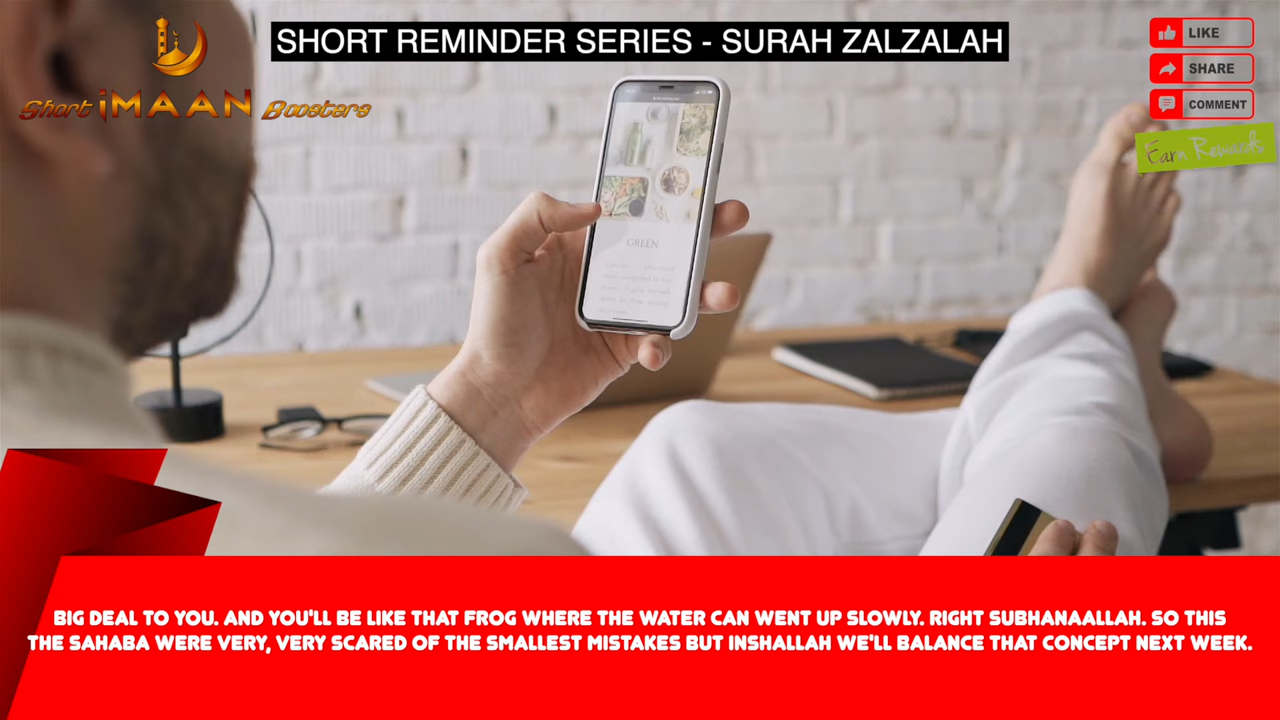 SHORT REMINDER SERIES - SURAH ZALZALAH
Short iMAAN Boosters
LIKE
SHARE
COMMENT
Earn Rewards
GREEN
BIG DEAL TO YOU. AND YOU'LL BE LIKE THAT FROG WHERE THE WATER CAN WENT UP SLOWLY. RIGHT SUBHANAALLAH. SO THIS
THE SAHABA WERE VERY, VERY SCARED OF THE SMALLEST MISTAKES BUT INSHALLAH WE'LL BALANCE THAT CONCEPT NEXT WEEK.